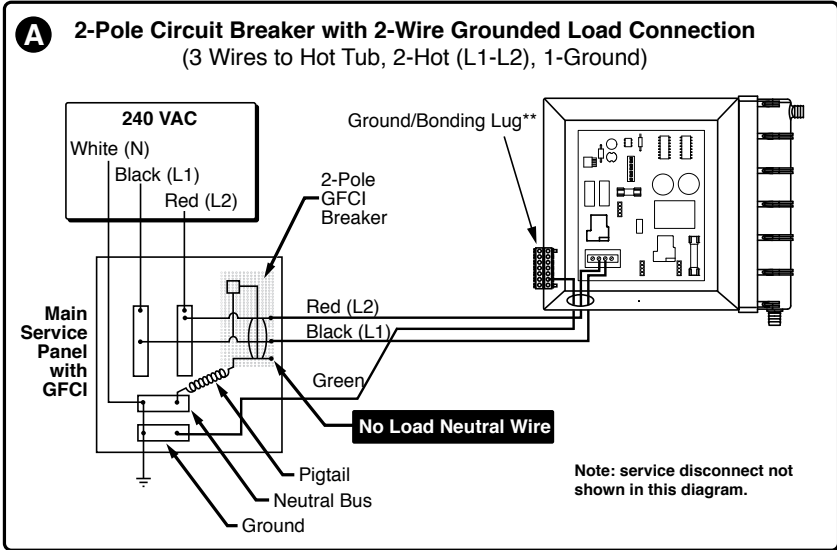 A
2-Pole Circuit Breaker with 2-Wire Grounded Load Connection
(3 Wires to Hot Tub, 2-Hot (L1-L2), 1-Ground)
240 VAC
White (N)
Black (L1)
Red (L2)
Ground/Bonding Lug**
2-Pole
GFCI
Breaker
Main
Service
Panel
with
GFCI
Red (L2)
Black (L1)
Green
No Load Neutral Wire
Pigtail
Neutral Bus
Ground
Note: service disconnect not
shown in this diagram.